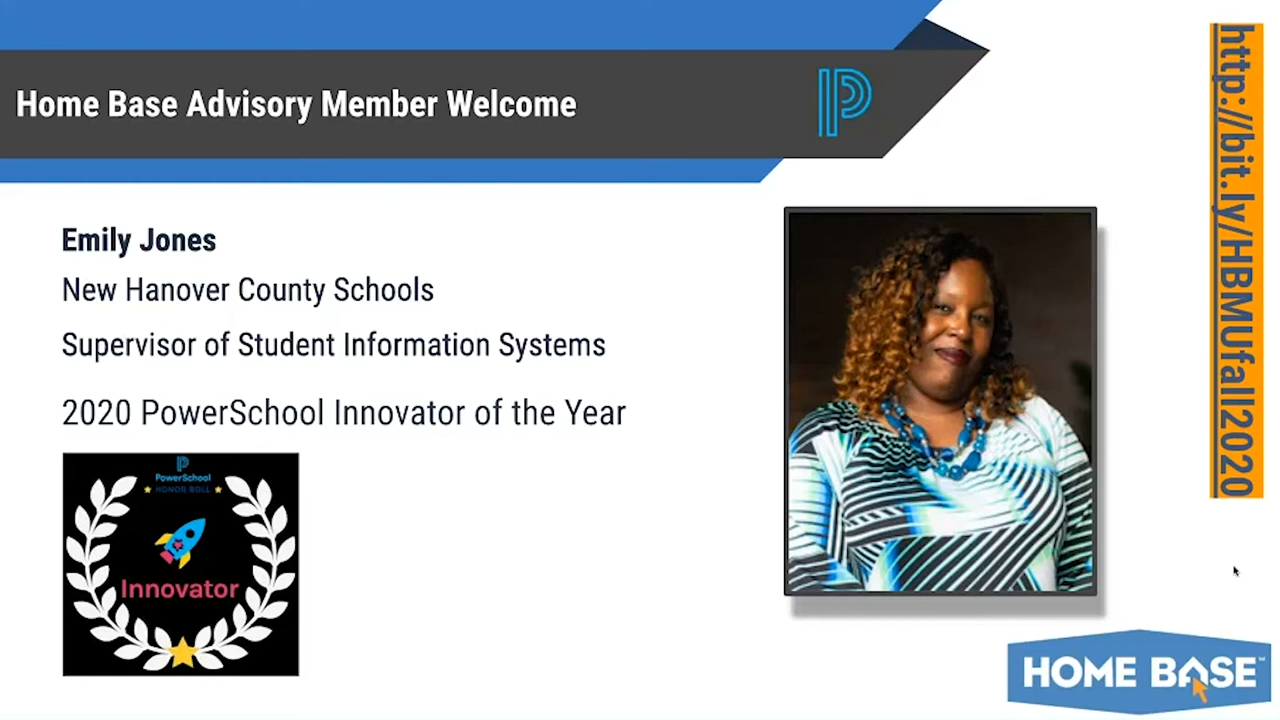 Home Base Advisory Member Welcome
http://bit.ly/HBMUfall2020
Emily Jones
New Hanover County Schools
Supervisor of Student Information Systems
2020 PowerSchool Innovator of the Year
PowerSchool
HONOR ROLL
Innovator
HOME BASE